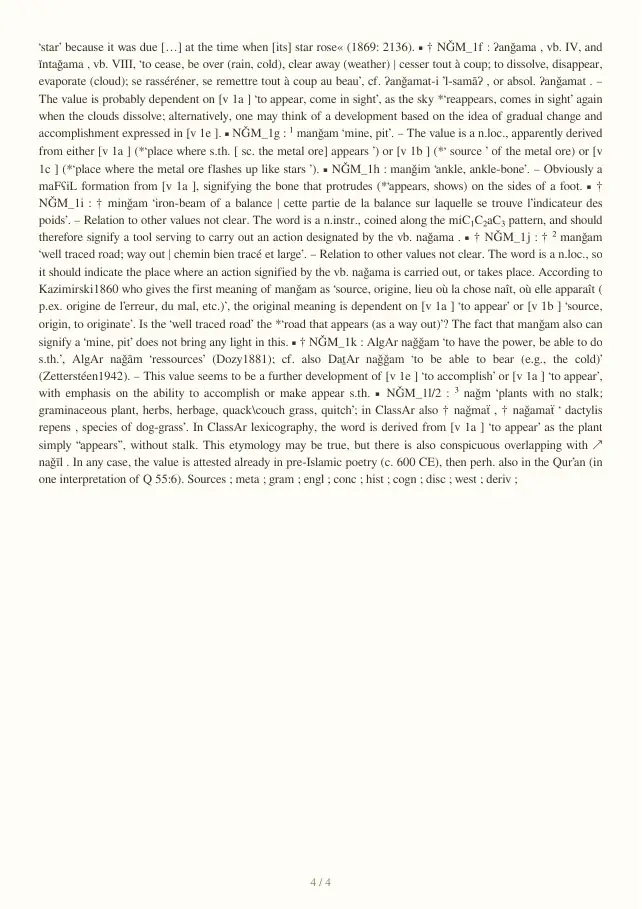 ‘star’ because it was due […] at the time when [its] star rose« (1869: 2136). ▪ † NǦM_1f : ʔanǧama , vb. IV, and
ĭntaǧama , vb. VIII, ‘to cease, be over (rain, cold), clear away (weather) | cesser tout à coup; to dissolve, disappear,
evaporate (cloud); se rasséréner, se remettre tout à coup au beau’, cf. ʔanǧamat-i ’l-samāʔ , or absol. ʔanǧamat . –
The value is probably dependent on [v 1a ] ‘to appear, come in sight’, as the sky *‘reappears, comes in sight’ again
when the clouds dissolve; alternatively, one may think of a development based on the idea of gradual change and
accomplishment expressed in [v 1e ]. ▪ NǦM_1g : ¹ manǧam ‘mine, pit’. – The value is a n.loc., apparently derived
from either [v 1a ] (*‘place where s.th. [ sc. the metal ore] appears ’) or [v 1b ] (*‘ source ’ of the metal ore) or [v
1c ] (*‘place where the metal ore flashes up like stars ’). ▪ NǦM_1h : manǧim ‘ankle, ankle-bone’. – Obviously a
maFʕiL formation from [v 1a ], signifying the bone that protrudes (*‘appears, shows) on the sides of a foot. ▪ †
NǦM_1i : † minǧam ‘iron-beam of a balance | cette partie de la balance sur laquelle se trouve l’indicateur des
poids’. – Relation to other values not clear. The word is a n.instr., coined along the miC₁C₂aC₃ pattern, and should
therefore signify a tool serving to carry out an action designated by the vb. naǧama . ▪ † NǦM_1j : † ² manǧam
‘well traced road; way out | chemin bien tracé et large’. – Relation to other values not clear. The word is a n.loc., so
it should indicate the place where an action signified by the vb. naǧama is carried out, or takes place. According to
Kazimirski1860 who gives the first meaning of manǧam as ‘source, origine, lieu où la chose naît, où elle apparaît (
p.ex. origine de l’erreur, du mal, etc.)’, the original meaning is dependent on [v 1a ] ‘to appear’ or [v 1b ] ‘source,
origin, to originate’. Is the ‘well traced road’ the *‘road that appears (as a way out)’? The fact that manǧam also can
signify a ‘mine, pit’ does not bring any light in this. ▪ † NǦM_1k : AlgAr naǧǧam ‘to have the power, be able to do
s.th.’, AlgAr naǧām ‘ressources’ (Dozy1881); cf. also DaṯAr naǧǧam ‘to be able to bear (e.g., the cold)’
(Zetterstéen1942). – This value seems to be a further development of [v 1e ] ‘to accomplish’ or [v 1a ] ‘to appear’,
with emphasis on the ability to accomplish or make appear s.th. ▪ NǦM_1l/2 : ³ naǧm ‘plants with no stalk;
graminaceous plant, herbs, herbage, quack\couch grass, quitch’; in ClassAr also † naǧmaẗ , † naǧamaẗ ‘ dactylis
repens , species of dog-grass’. In ClassAr lexicography, the word is derived from [v 1a ] ‘to appear’ as the plant
simply “appears”, without stalk. This etymology may be true, but there is also conspicuous overlapping with ↗
naǧīl . In any case, the value is attested already in pre-Islamic poetry (c. 600 CE), then perh. also in the Qurʾan (in
one interpretation of Q 55:6). Sources ; meta ; gram ; engl ; conc ; hist ; cogn ; disc ; west ; deriv ;
4 / 4